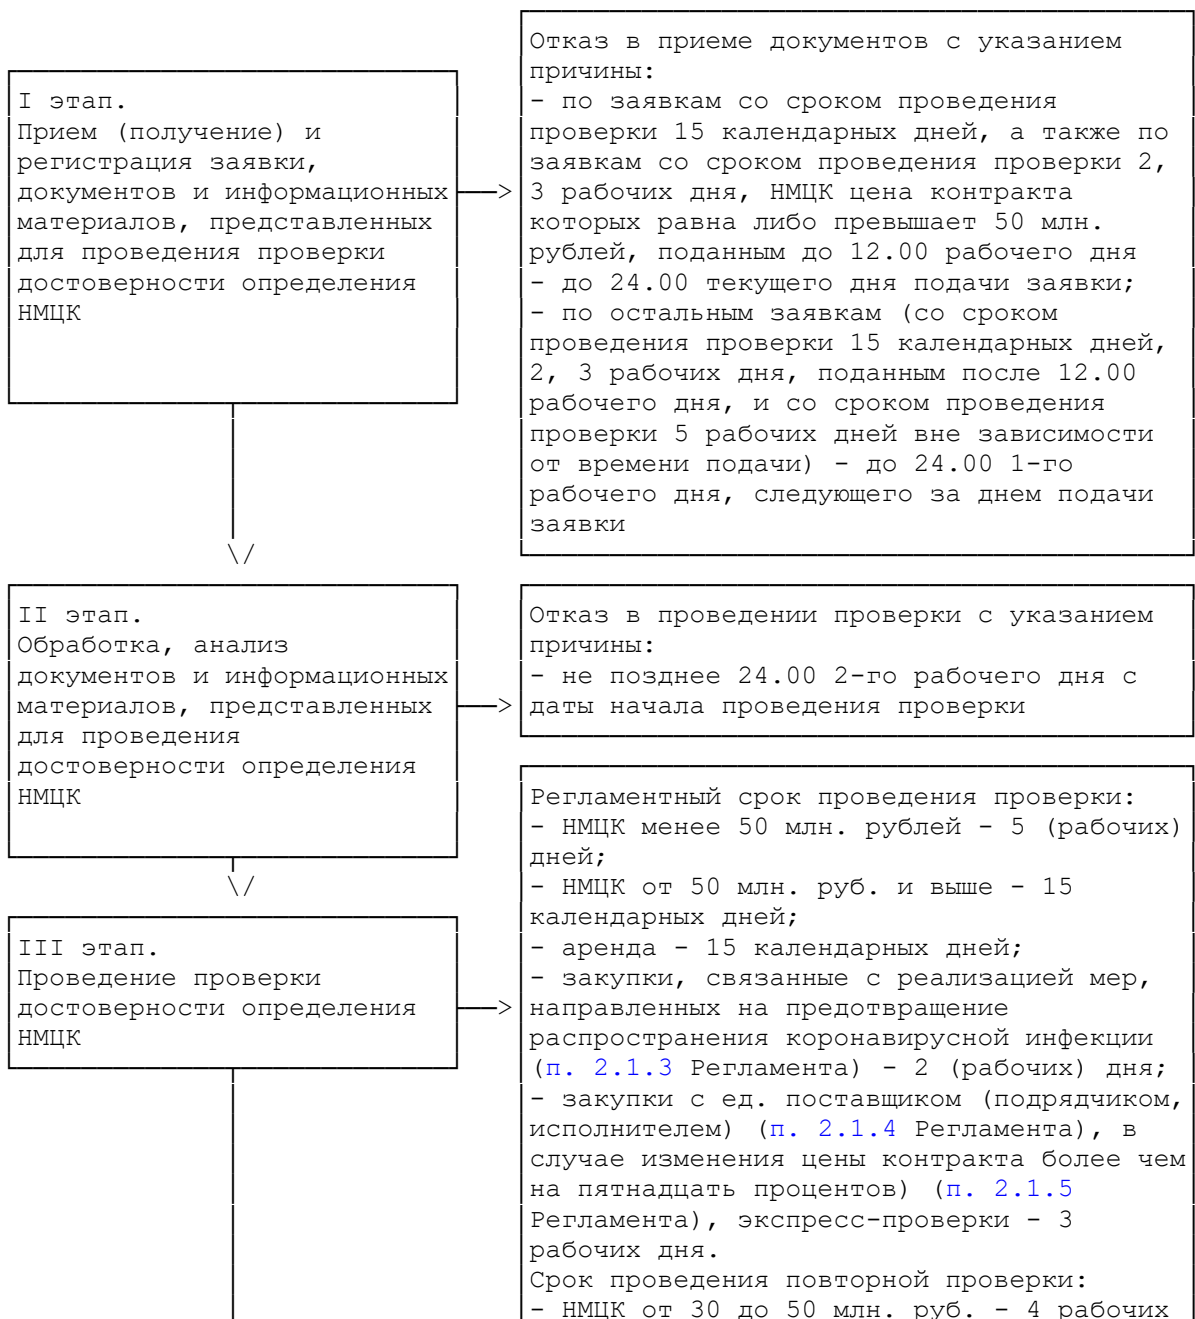 I этап.
Прием (получение) и
регистрация заявки,
документов и информационных
материалов, представленных
для проведения проверки
достоверности определения
НМЦК
Отказ в приеме документов с указанием
причины:
- по заявкам со сроком проведения
проверки 15 календарных дней, а также по
заявкам со сроком проведения проверки 2,
3 рабочих дня, НМЦК цена контракта
которых равна либо превышает 50 млн.
рублей, поданным до 12.00 рабочего дня
- до 24.00 текущего дня подачи заявки;
- по остальным заявкам (со сроком
проведения проверки 15 календарных дней,
2, 3 рабочих дня, поданным после 12.00
рабочего дня, и со сроком проведения
проверки 5 рабочих дней вне зависимости
от времени подачи) - до 24.00 1-го
рабочего дня, следующего за днем подачи
заявки
II этап.
Обработка, анализ
документов и информационных
материалов, представленных
для проведения
достоверности определения
НМЦК
Отказ в проведении проверки с указанием
причины:
- не позднее 24.00 2-го рабочего дня с
даты начала проведения проверки
III этап.
Проведение проверки
достоверности определения
НМЦК
Регламентный срок проведения проверки:
- НМЦК менее 50 млн. рублей - 5 (рабочих)
дней;
- НМЦК от 50 млн. руб. и выше - 15
календарных дней;
- аренда - 15 календарных дней;
- закупки, связанные с реализацией мер,
направленных на предотвращение
распространения коронавирусной инфекции
(п. 2.1.3 Регламента) - 2 (рабочих) дня;
- закупки с ед. поставщиком (подрядчиком,
исполнителем) (п. 2.1.4 Регламента), в
случае изменения цены контракта более чем
на пятнадцать процентов) (п. 2.1.5
Регламента), экспресс-проверки - 3
рабочих дня.
Срок проведения повторной проверки:
- НМЦК от 30 до 50 млн. руб. - 4 рабочих